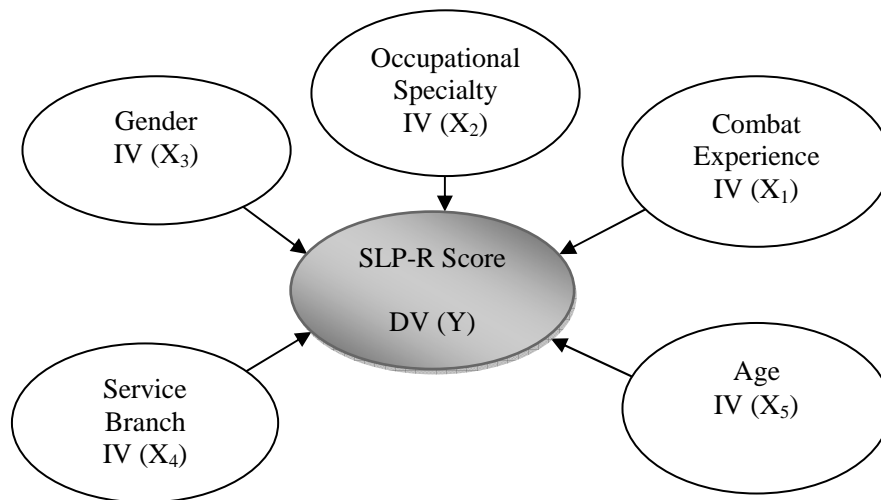 Occupational
Specialty
IV (X₂)
Gender
IV (X₃)
Combat
Experience
IV (X₁)
SLP-R Score
DV (Y)
Service
Branch
IV (X₄)
Age
IV (X₅)